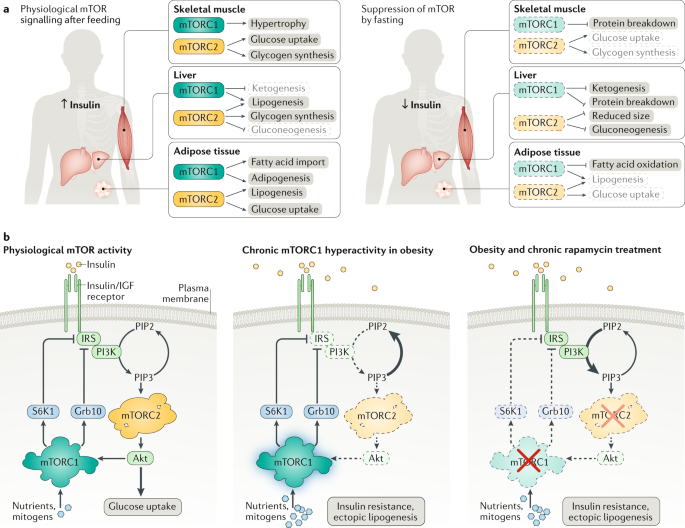 a
Physiological mTOR
signalling after feeding
↑ Insulin
Skeletal muscle
mTORC1
Hypertrophy
mTORC2
Glucose uptake
Glycogen synthesis
Liver
mTORC1
Ketogenesis
Lipogenesis
mTORC2
Glycogen synthesis
Gluconeogenesis
Adipose tissue
mTORC1
Fatty acid import
Adipogenesis
mTORC2
Lipogenesis
Glucose uptake
Suppression of mTOR
by fasting
↓ Insulin
Skeletal muscle
mTORC1
Protein breakdown
mTORC2
Glucose uptake
Glycogen synthesis
Liver
mTORC1
Ketogenesis
Protein breakdown
mTORC2
Reduced size
Gluconeogenesis
Adipose tissue
mTORC1
Fatty acid oxidation
mTORC2
Lipogenesis
Glucose uptake
b
Physiological mTOR activity
Insulin
Insulin/IGF
receptor
Plasma
membrane
IRS
PI3K
PIP2
PIP3
S6K1
Grb10
mTORC2
mTORC1
Akt
Nutrients,
mitogens
Glucose uptake
Chronic mTORC1 hyperactivity in obesity
IRS
PI3K
PIP2
PIP3
S6K1
Grb10
mTORC2
mTORC1
Akt
Nutrients,
mitogens
Insulin resistance,
ectopic lipogenesis
Obesity and chronic rapamycin treatment
IRS
PI3K
PIP2
PIP3
S6K1
Grb10
mTORC2
mTORC1
Akt
Nutrients,
mitogens
Insulin resistance,
ectopic lipogenesis